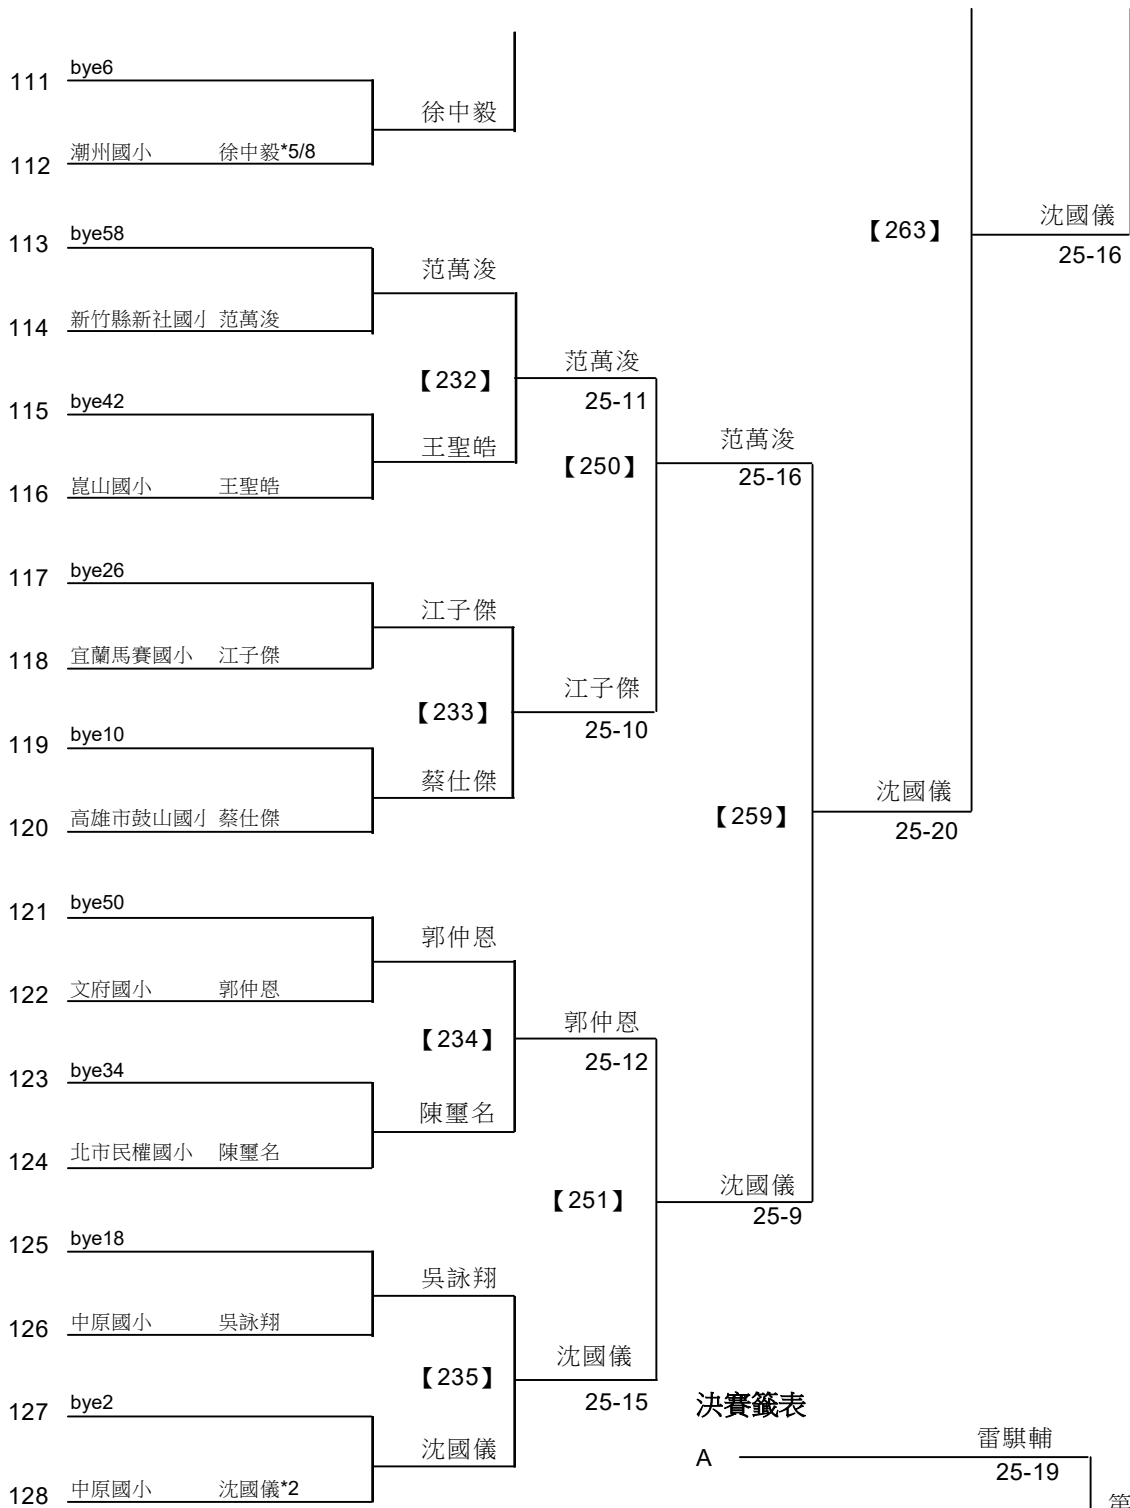 111 bye6
徐中毅
112 潮州國小 徐中毅*5/8
沈國儀
【263】
25-16
113 bye58
范萬浚
114 新竹縣新社國小 范萬浚
范萬浚
【232】
25-11
115 bye42
范萬浚
王聖皓
【250】
25-16
116 崑山國小 王聖皓
117 bye26
江子傑
118 宜蘭馬賽國小 江子傑
江子傑
【233】
25-10
119 bye10
蔡仕傑
沈國儀
120 高雄市鼓山國小 蔡仕傑
【259】
25-20
121 bye50
郭仲恩
122 文府國小 郭仲恩
郭仲恩
【234】
25-12
123 bye34
陳璽名
124 北市民權國小 陳璽名
沈國儀
【251】
25-9
125 bye18
吳詠翔
126 中原國小 吳詠翔
沈國儀
【235】
25-15
決賽籤表
127 bye2
沈國儀
雷騏輔
A
25-19
128 中原國小 沈國儀*2
第